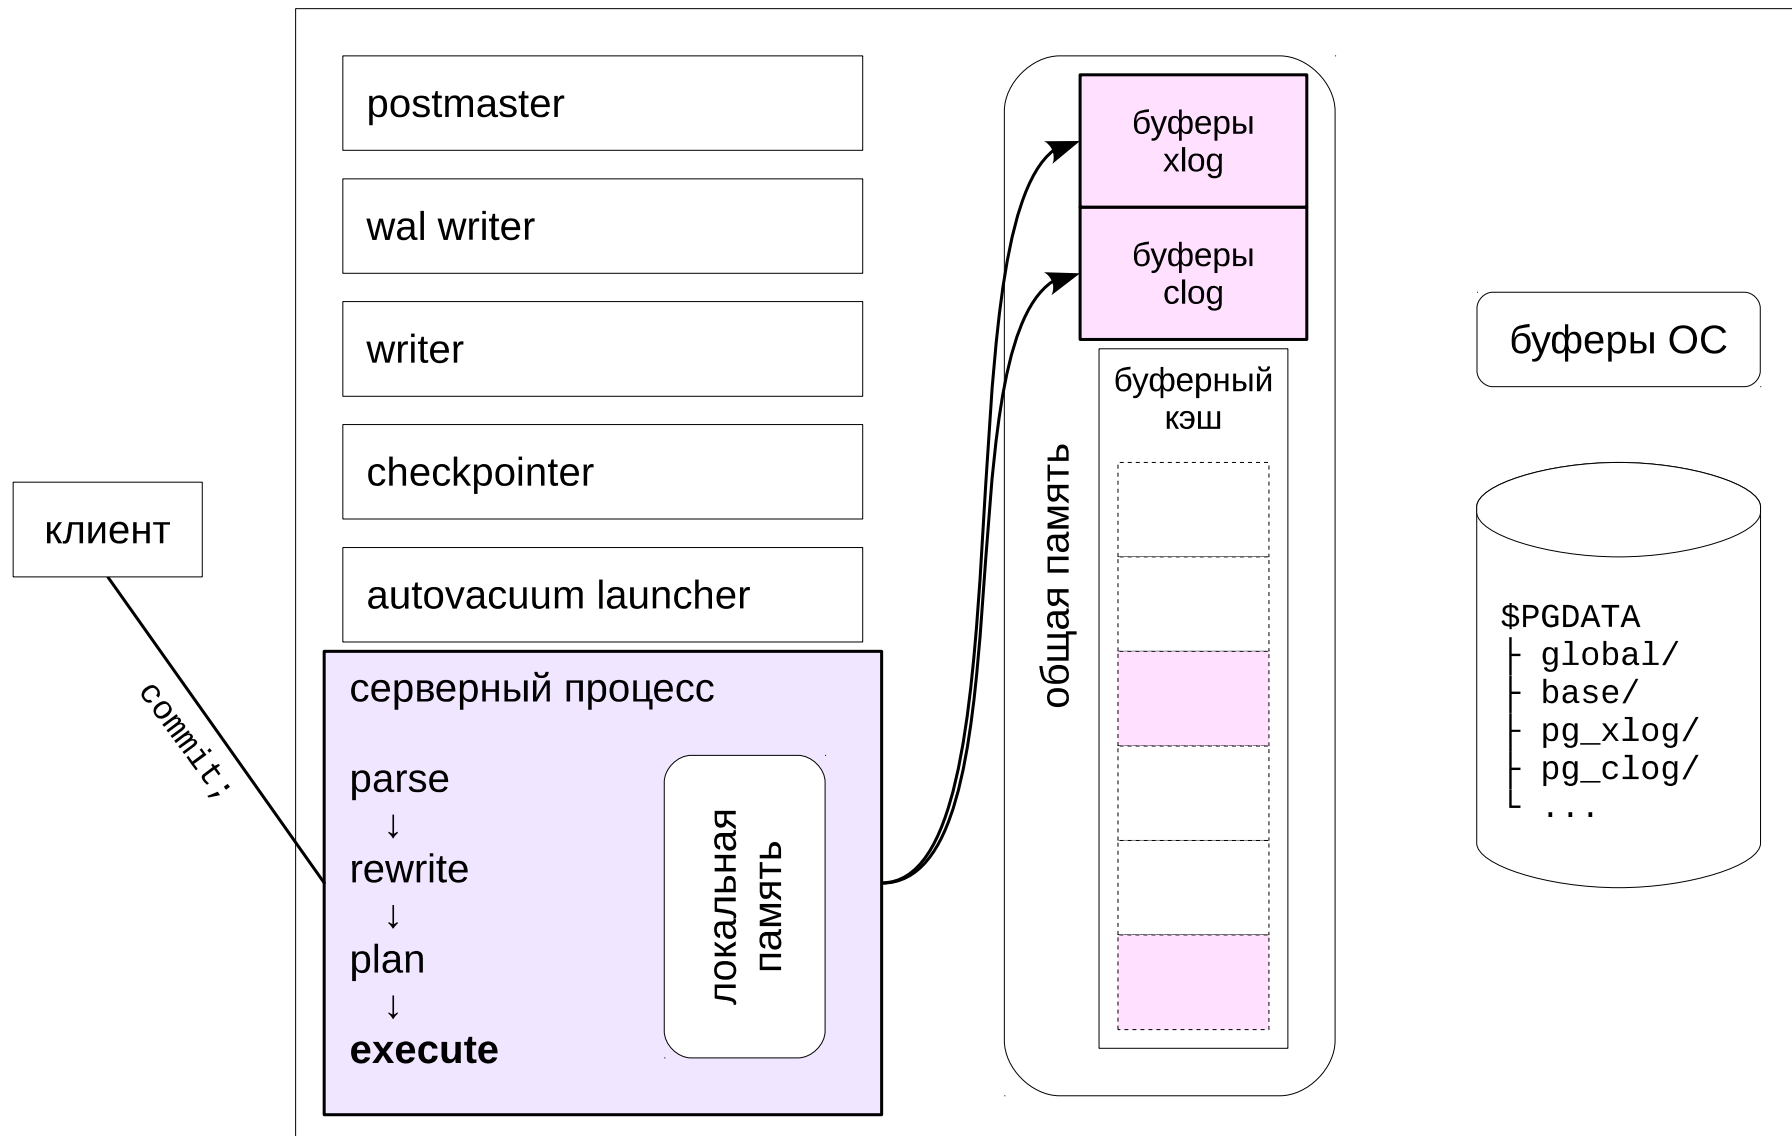 postmaster
wal writer
writer
checkpointer
autovacuum launcher
клиент
commit;
серверный процесс
parse
↓
rewrite
↓
plan
↓
execute
локальная
память
общая память
буферы
xlog
буферы
clog
буферный
кэш
буферы ОС
$PGDATA
├ global/
├ base/
├ pg_xlog/
├ pg_clog/
└ ...